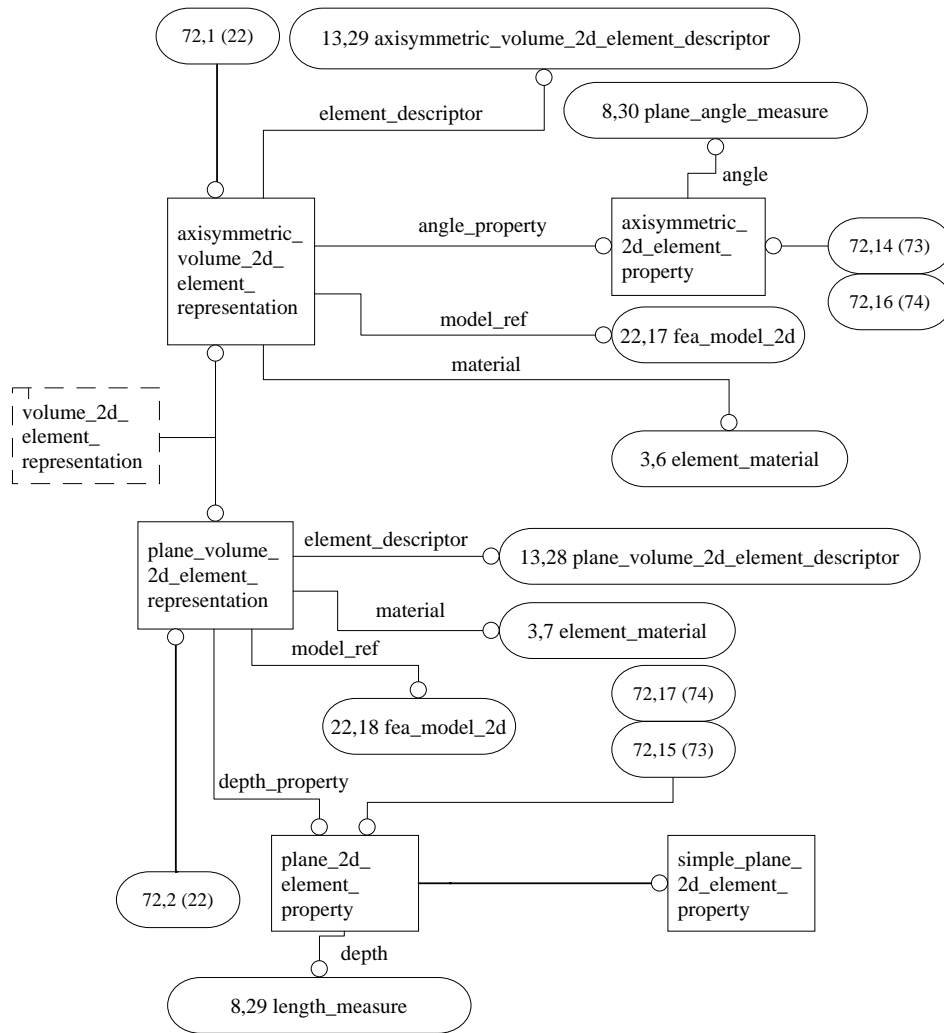 72,1 (22)
13,29 axisymmetric_volume_2d_element_descriptor
element_descriptor
8,30 plane_angle_measure
angle
axisymmetric_
volume_2d_
element_
representation
angle_property
axisymmetric_
2d_element_
property
72,14 (73)
72,16 (74)
model_ref
22,17 fea_model_2d
material
3,6 element_material
volume_2d_
element_
representation
plane_volume_
2d_element_
representation
element_descriptor
13,28 plane_volume_2d_element_descriptor
material
3,7 element_material
model_ref
22,18 fea_model_2d
72,17 (74)
72,15 (73)
depth_property
plane_2d_
element_
property
simple_plane_
2d_element_
property
72,2 (22)
depth
8,29 length_measure